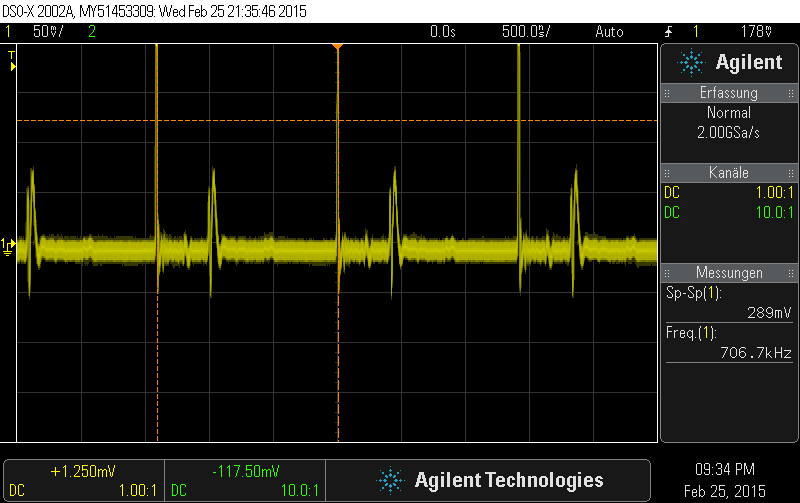 DSO-X 2002A, MY51453309: Wed Feb 25 21:35:46 2015
1 50mV/ 2 0.0s 500.0ns/ Auto 1 178mV
T
1
Agilent
Erfassung
Normal
2.00GSa/s
Kanäle
DC 1.00:1
DC 10.0:1
Messungen
Sp-Sp(1):
289mV
Freq.(1):
706.7kHz
+1.250mV
DC 1.00:1
-117.50mV
DC 10.0:1
Agilent Technologies
09:34 PM
Feb 25, 2015